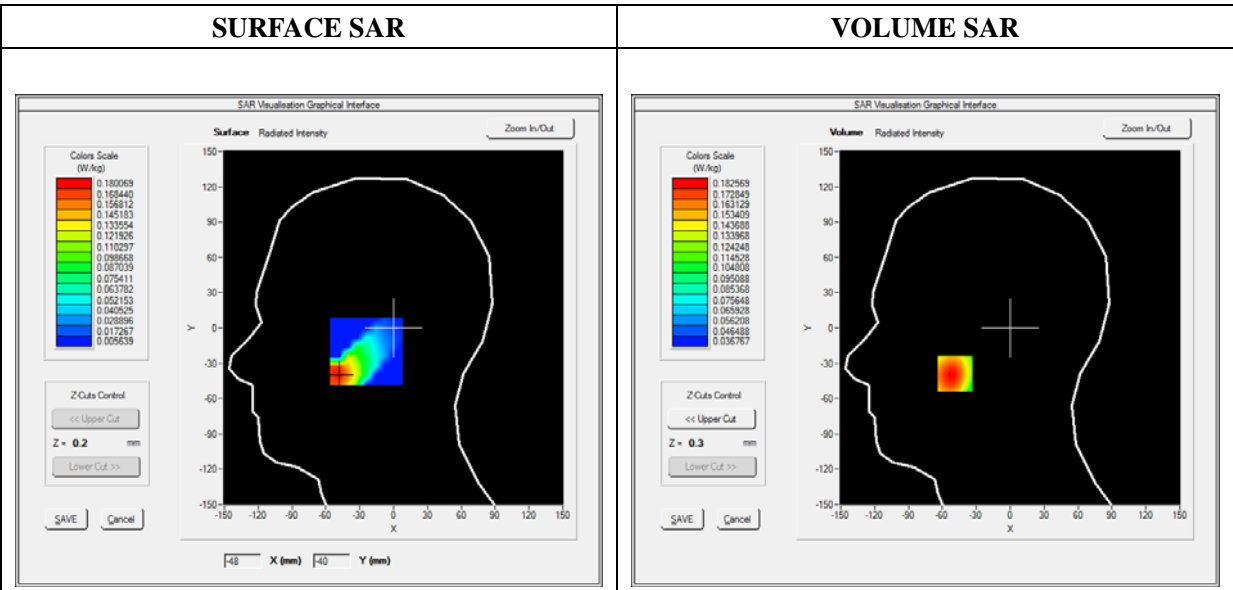 SURFACE SAR
SAR Visualisation Graphical Interface
Surface Radiated Intensity
Zoom In/Out
Colors Scale
(W/kg)
0.180069
0.168440
0.156812
0.145183
0.133554
0.121926
0.110297
0.098668
0.087039
0.075411
0.063782
0.052153
0.040525
0.028896
0.017267
0.005639
Z-Cuts Control
<< Upper Cut
Z = 0.2 mm
Lower Cut >>
SAVE Cancel
150
120
90
60
30
0
-30
-60
-90
-120
-150
Y
-150 -120 -90 -60 -30 0 30 60 90 120 150
X
-48 X (mm) -40 Y (mm)
VOLUME SAR
SAR Visualisation Graphical Interface
Volume Radiated Intensity
Zoom In/Out
Colors Scale
(W/kg)
0.182569
0.172849
0.163129
0.153409
0.143688
0.133968
0.124248
0.114528
0.104808
0.095088
0.085368
0.075648
0.065928
0.056208
0.046488
0.036767
Z-Cuts Control
<< Upper Cut
Z = 0.3 mm
Lower Cut >>
SAVE Cancel
150
120
90
60
30
0
-30
-60
-90
-120
-150
Y
-150 -120 -90 -60 -30 0 30 60 90 120 150
X